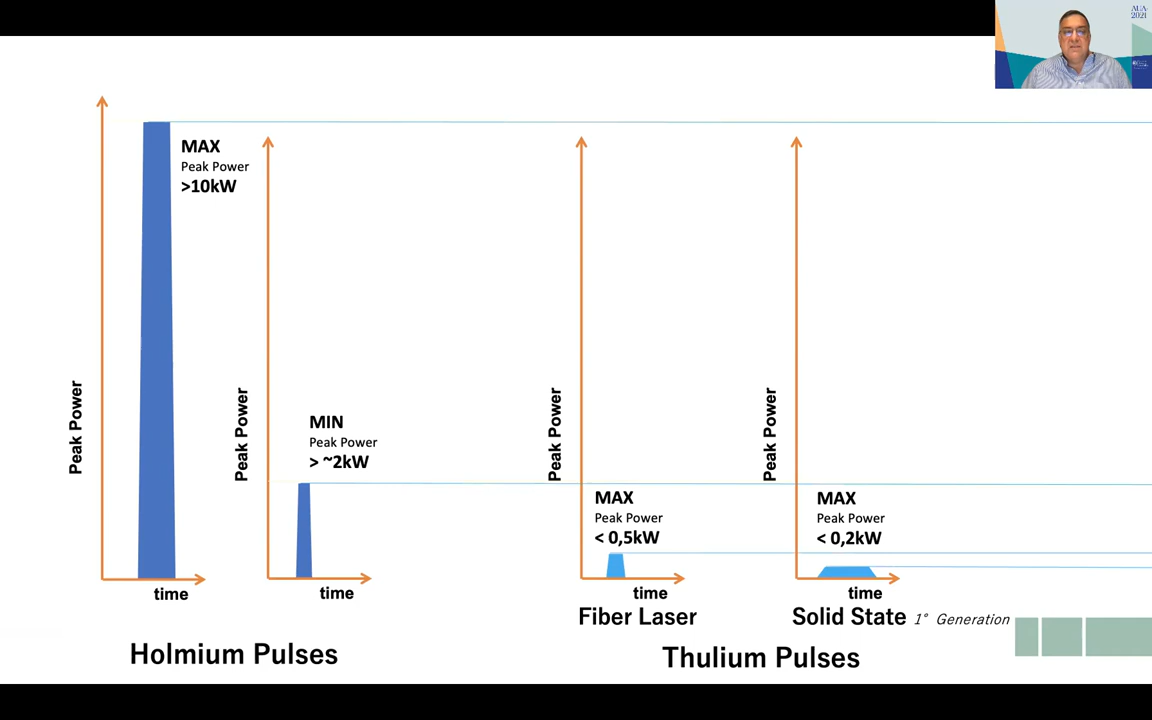 AUA
2021
MAX
Peak Power
>10kW
Peak Power
time
MIN
Peak Power
> ~2kW
Peak Power
time
Holmium Pulses
MAX
Peak Power
< 0,5kW
Peak Power
time
Fiber Laser
MAX
Peak Power
< 0,2kW
Peak Power
time
Solid State 1° Generation
Thulium Pulses